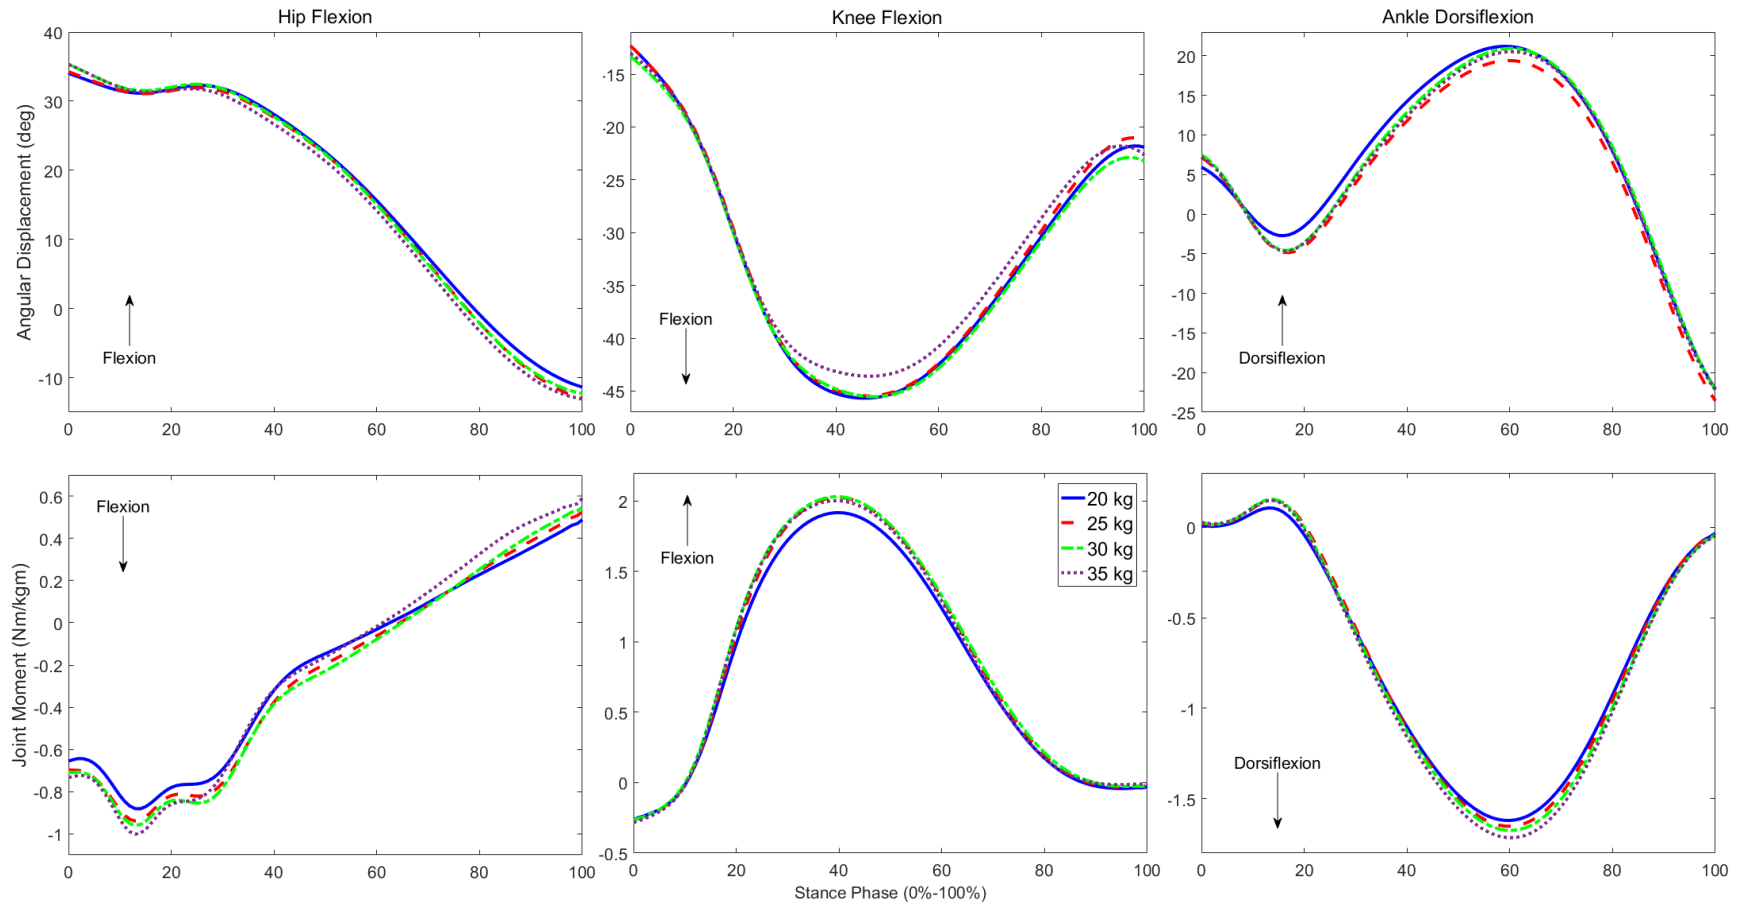 Hip Flexion
Knee Flexion
Ankle Dorsiflexion
Angular Displacement (deg)
40
30
20
10
0
-10
Flexion
0 20 40 60 80 100
-15
-20
-25
-30
-35
-40
-45
Flexion
0 20 40 60 80 100
20
15
10
5
0
-5
-10
-15
-20
-25
Dorsiflexion
0 20 40 60 80 100
Joint Moment (Nm/kgm)
0.6
0.4
0.2
0
-0.2
-0.4
-0.6
-0.8
-1
Flexion
0 20 40 60 80 100
2
1.5
1
0.5
0
-0.5
Flexion
20 kg
25 kg
30 kg
35 kg
0 20 40 60 80 100
Stance Phase (0%-100%)
0
-0.5
-1
-1.5
Dorsiflexion
0 20 40 60 80 100